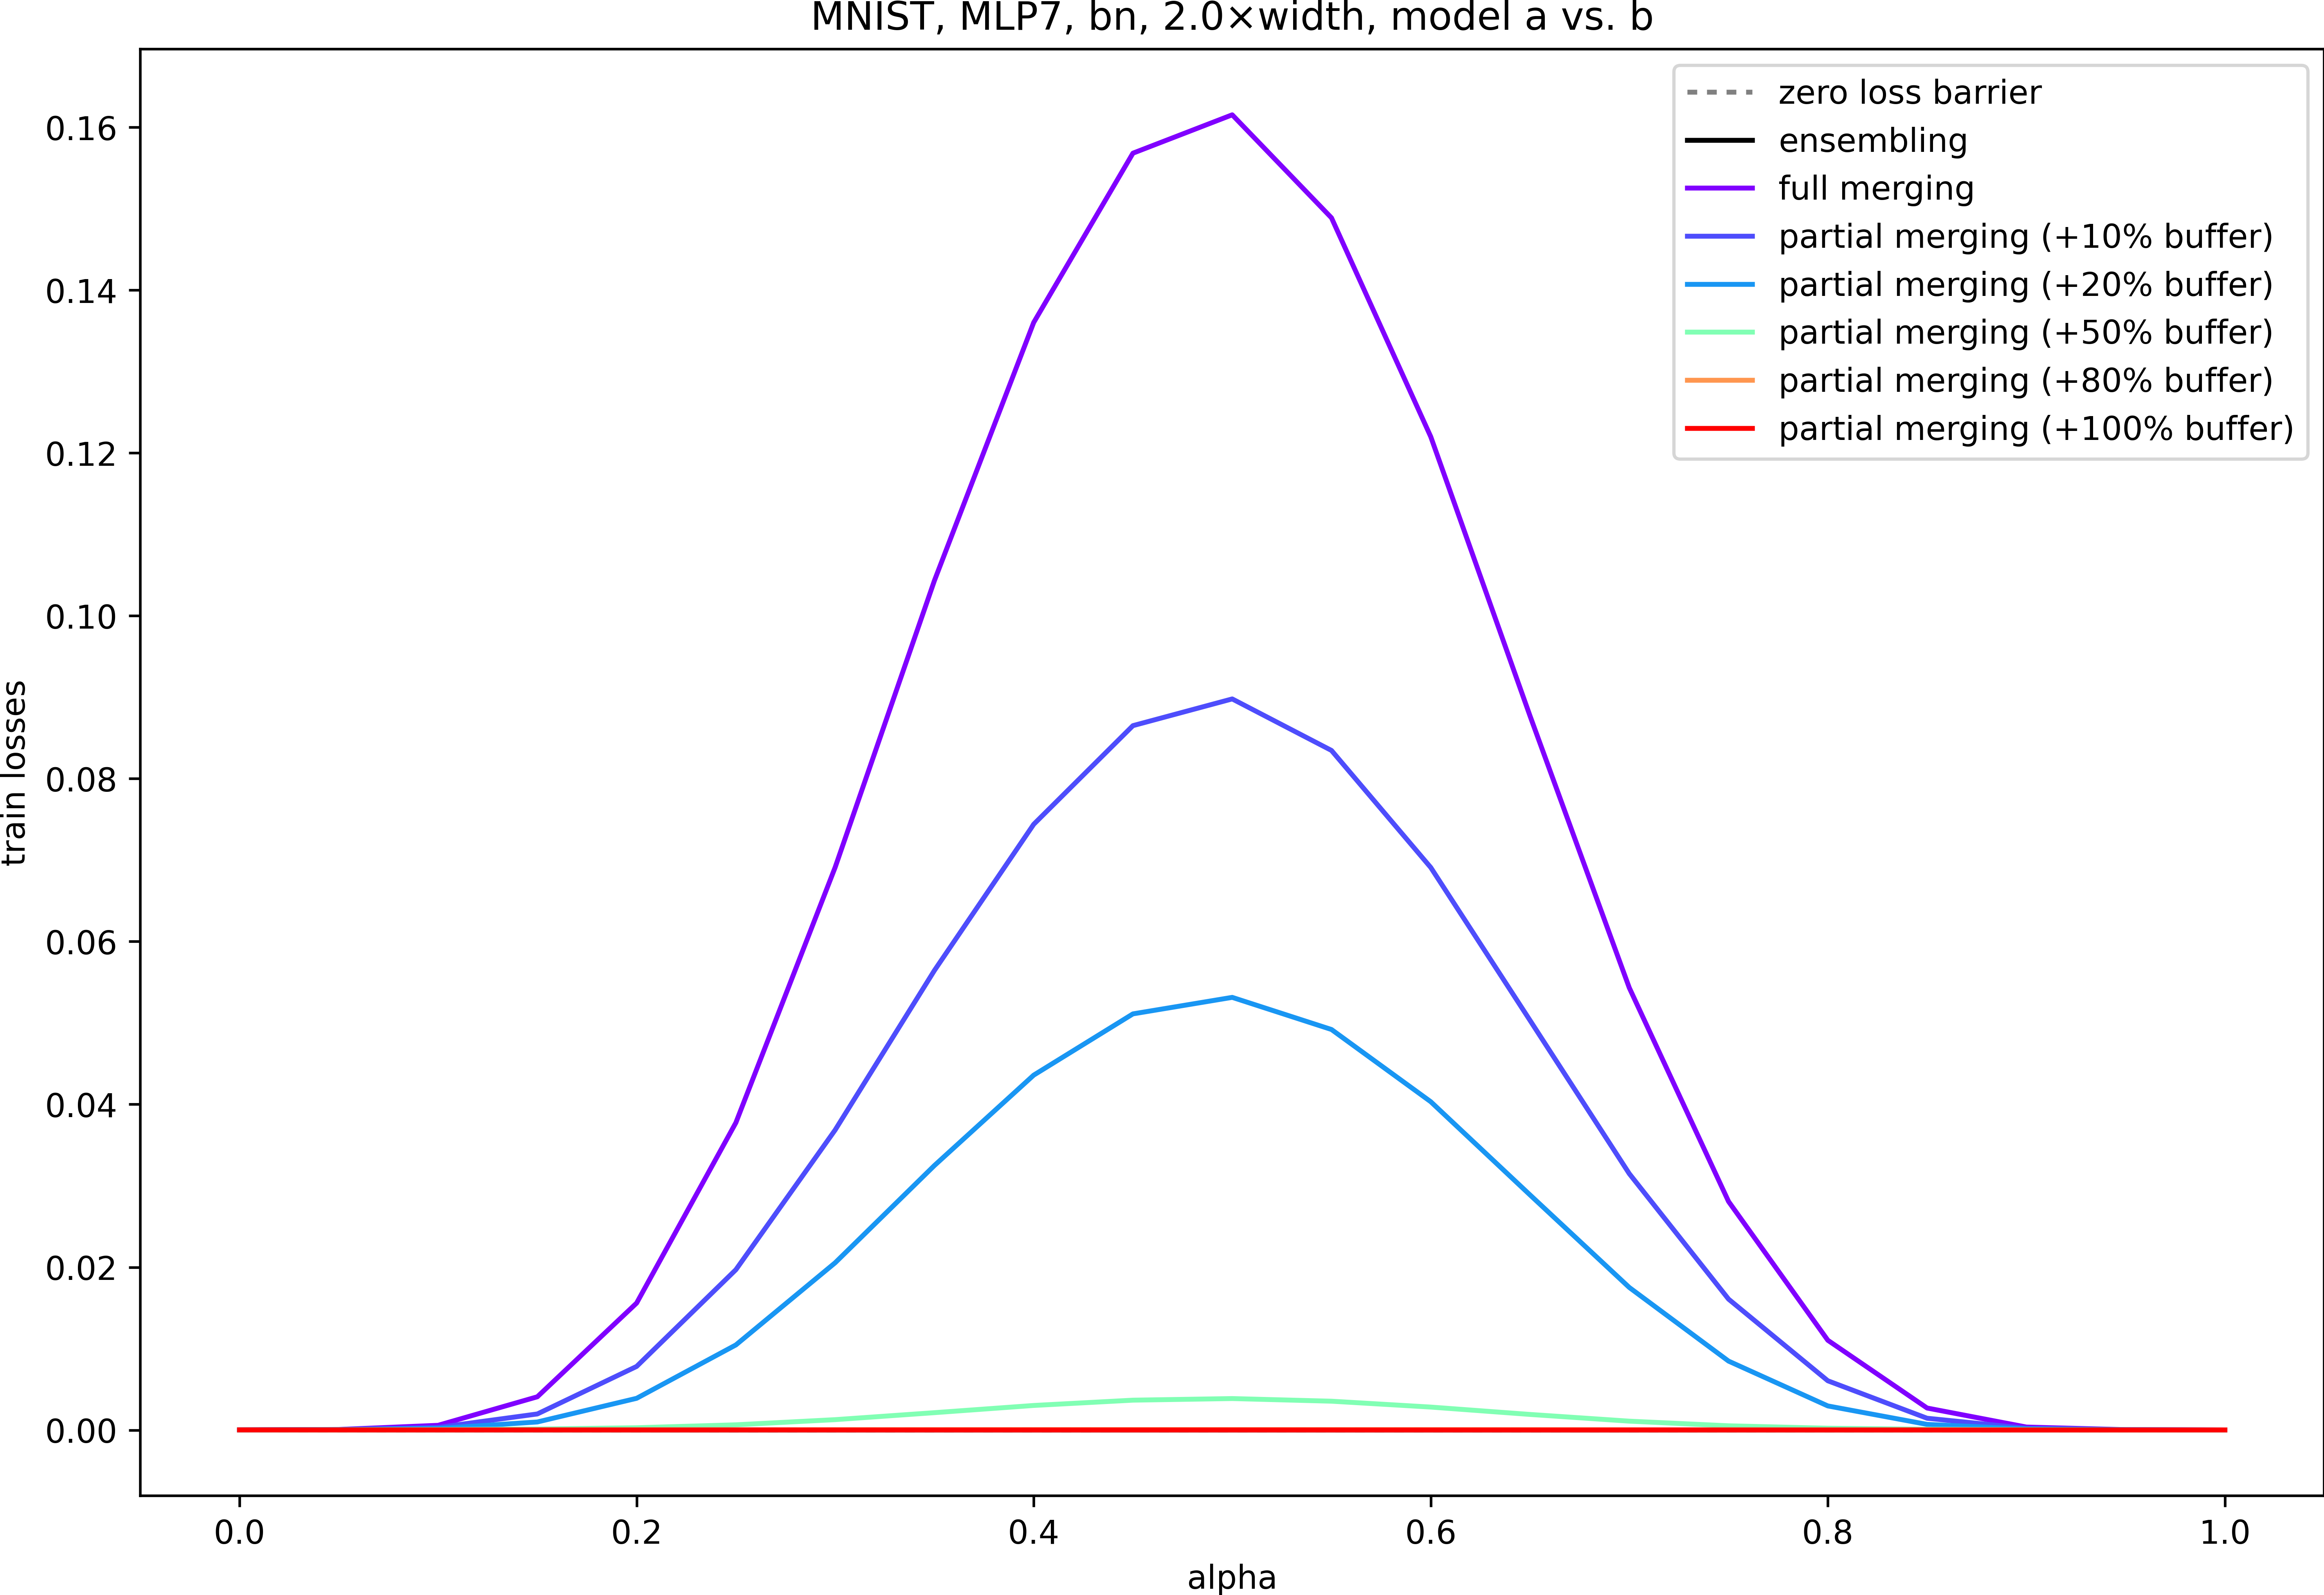 MNIST, MLP7, bn, 2.0×width, model a vs. b
zero loss barrier
ensembling
full merging
partial merging (+10% buffer)
partial merging (+20% buffer)
partial merging (+50% buffer)
partial merging (+80% buffer)
partial merging (+100% buffer)
train losses
0.16
0.14
0.12
0.10
0.08
0.06
0.04
0.02
0.00
0.0 0.2 0.4 0.6 0.8 1.0
alpha